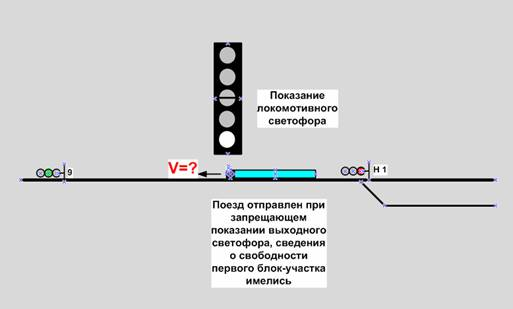 Показание
локомотивного
светофора
V=?
9
Н 1
Поезд отправлен при
запрещающем
показании выходного
светофора, сведения
о свободности
первого блок-участка
имелись